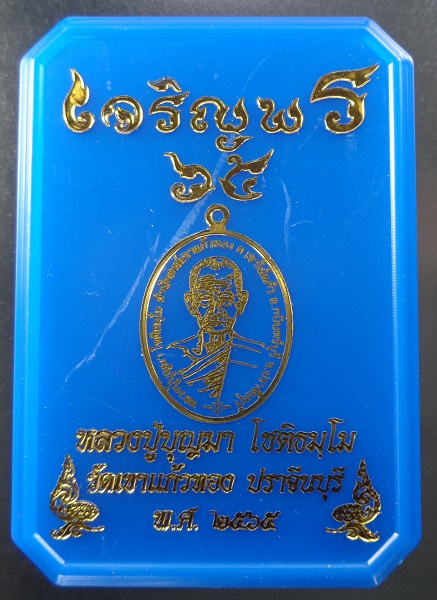 เจริญพร
๖๕
หลวงปู่บุญมา โชติธมฺโม
วัดเขาแก้วทอง ปราจีนบุรี
พ.ศ. ๒๕๖๕